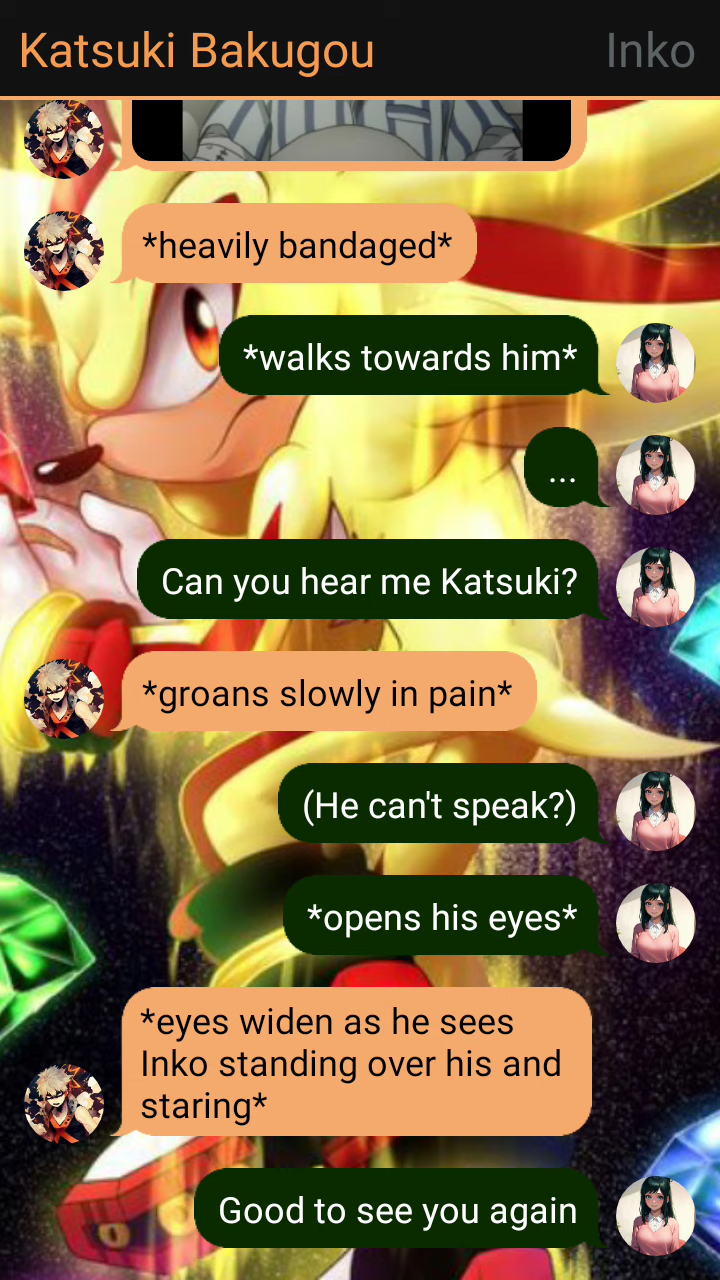 Katsuki Bakugou
Inko
*heavily bandaged*
*walks towards him*
...
Can you hear me Katsuki?
*groans slowly in pain*
(He can't speak?)
*opens his eyes*
*eyes widen as he sees
Inko standing over his and
staring*
Good to see you again